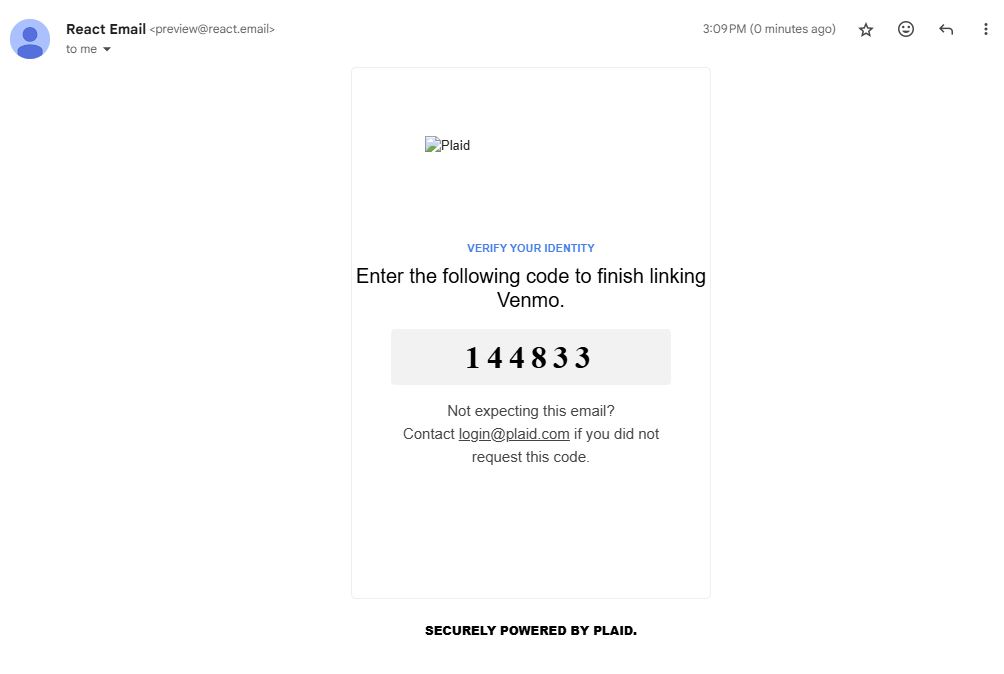 React Email <preview@react.email>
3:09 PM (0 minutes ago)
to me
Plaid
VERIFY YOUR IDENTITY
Enter the following code to finish linking
Venmo.
144833
Not expecting this email?
Contact login@plaid.com if you did not
request this code.
SECURELY POWERED BY PLAID.